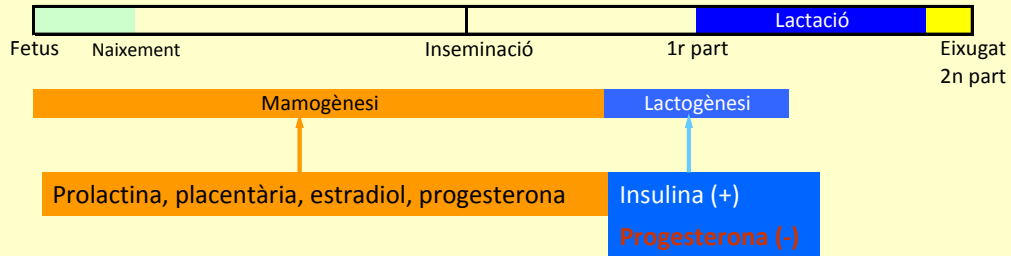 Lactació
Fetus
Naixement
Inseminació
1r part
Eixugat
2n part
Mamogènesi
Lactogènesi
Prolactina, placentària, estradiol, progesterona
Insulina (+)
Progesterona (-)